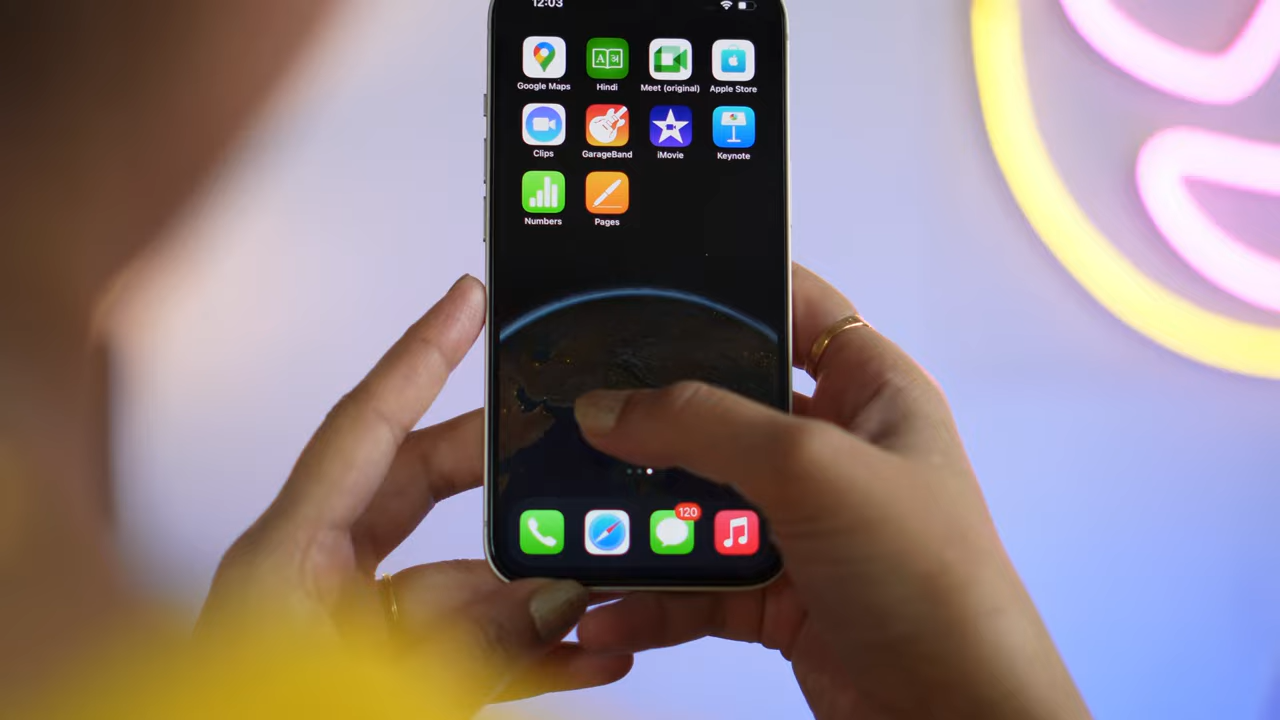 12:03
A अ
Google Maps Hindi Meet (original) Apple Store
Clips GarageBand iMovie Keynote
Numbers Pages
120